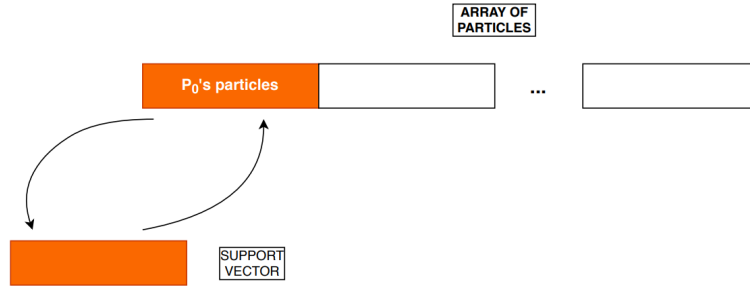 ARRAY OF
PARTICLES
P₀'s particles
...
SUPPORT
VECTOR